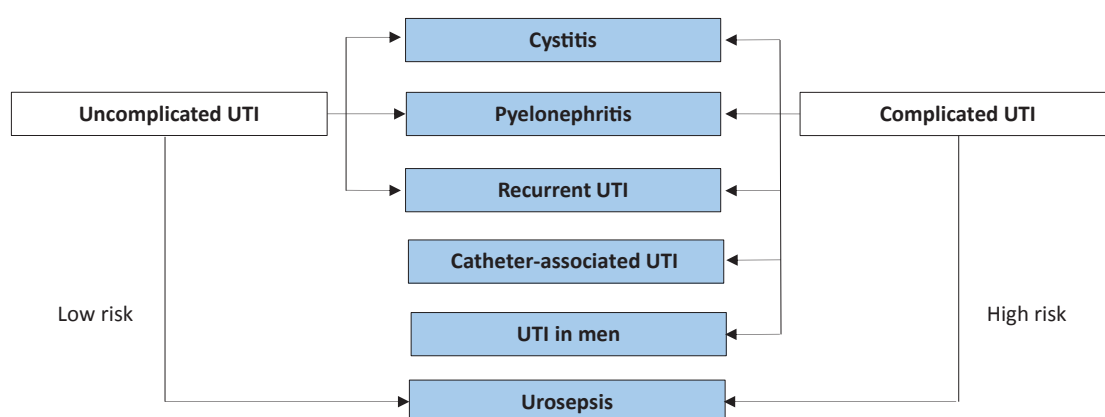 Cystitis
Uncomplicated UTI
Pyelonephritis
Complicated UTI
Recurrent UTI
Catheter-associated UTI
Low risk
High risk
UTI in men
Urosepsis